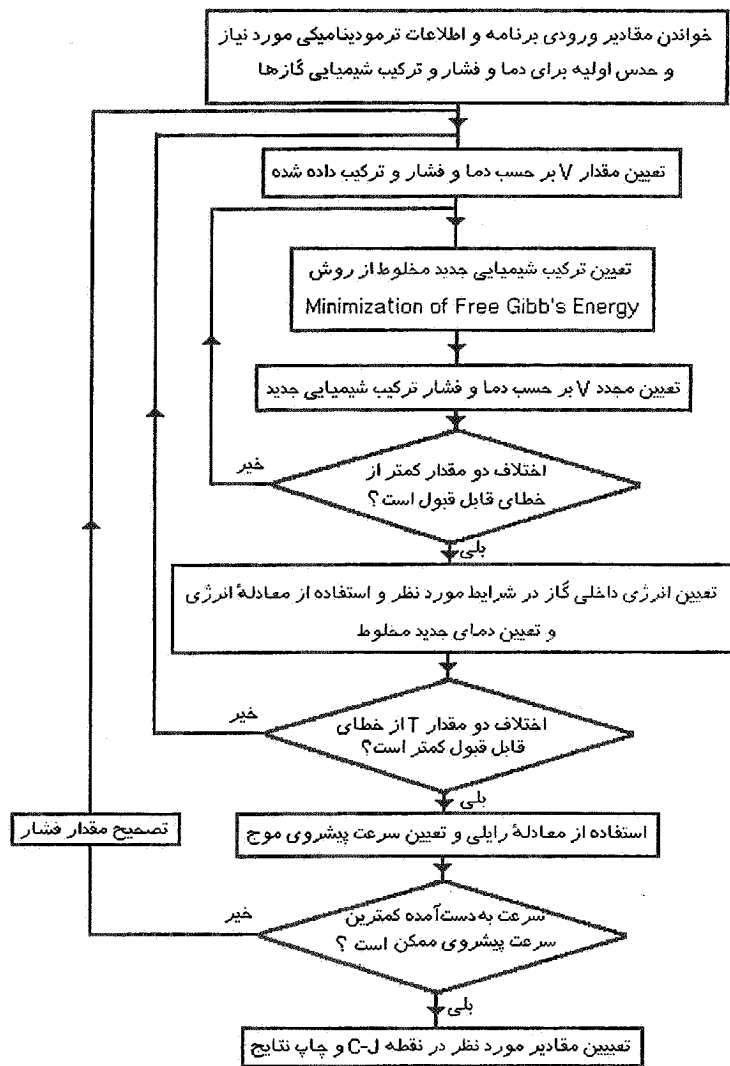 خواندن مقادیر ورودی برنامه و اطلاعات ترمودینامیکی مورد نیاز
و حدس اولیه برای دما و فشار و ترکیب شیمیایی گازها
تعیین مقدار V بر حسب دما و فشار و ترکیب داده شده
تعیین ترکیب شیمیایی جدید مخلوط از روش
Minimization of Free Gibb's Energy
تعیین مجدد V بر حسب دما و فشار ترکیب شیمیایی جدید
اختلاف دو مقدار کمتر از
خطای قابل قبول است؟
خیر
بلی
تعیین انرژی داخلی گاز در شرایط مورد نظر و استفاده از معادلهٔ انرژی
و تعیین دمای جدید مخلوط
اختلاف دو مقدار T از خطای
قابل قبول کمتر است؟
خیر
بلی
تصحیح مقدار فشار
استفاده از معادلهٔ رایلی و تعیین سرعت پیشروی موج
سرعت به‌دست‌آمده کمترین
سرعت پیشروی ممکن است ؟
خیر
بلی
تعییین مقادیر مورد نظر در نقطه C-J و چاپ نتایج